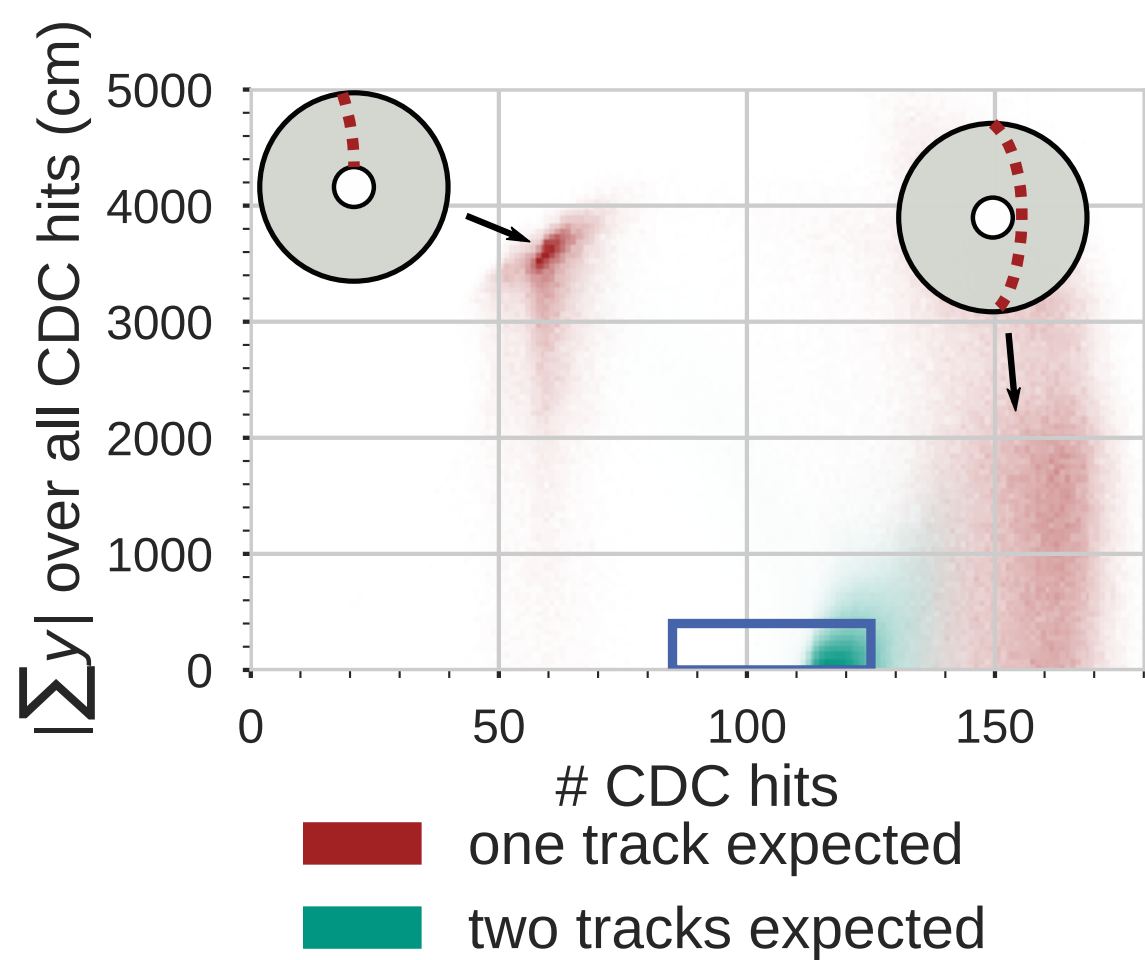 |∑y| over all CDC hits (cm)
5000
4000
3000
2000
1000
0
0 50 100 150
# CDC hits
one track expected
two tracks expected